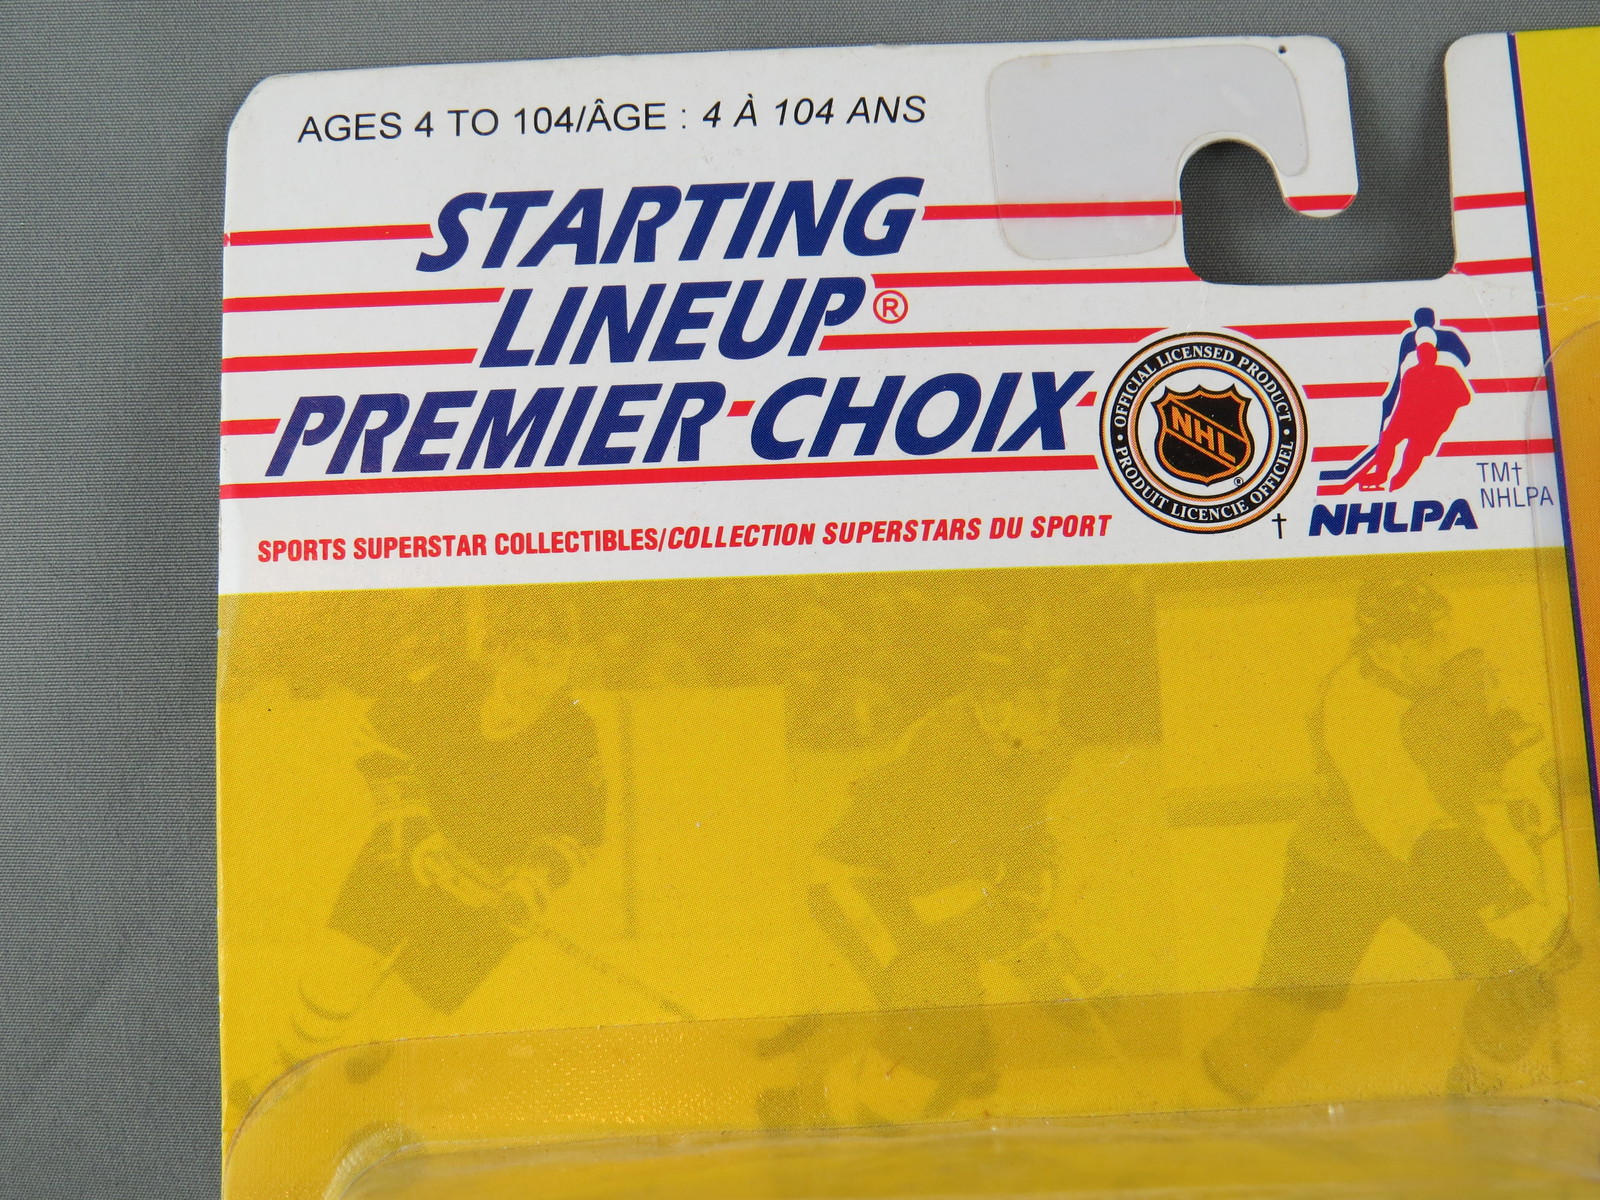 AGES 4 TO 104/ÂGE : 4 À 104 ANS
STARTING
LINEUP®
PREMIER CHOIX
SPORTS SUPERSTAR COLLECTIBLES/COLLECTION SUPERSTARS DU SPORT
• OFFICIAL LICENSED PRODUCT •
NHL ®
PRODUIT LICENCIE OFFICIEL
†
NHLPA
TM†
NHLPA